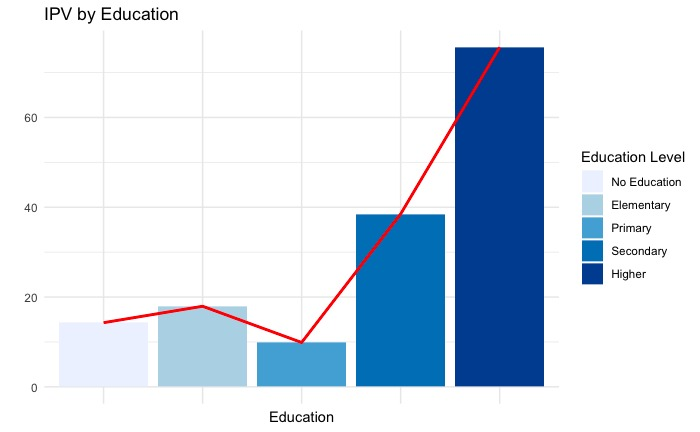 IPV by Education
60
40
20
0
Education
Education Level
No Education
Elementary
Primary
Secondary
Higher